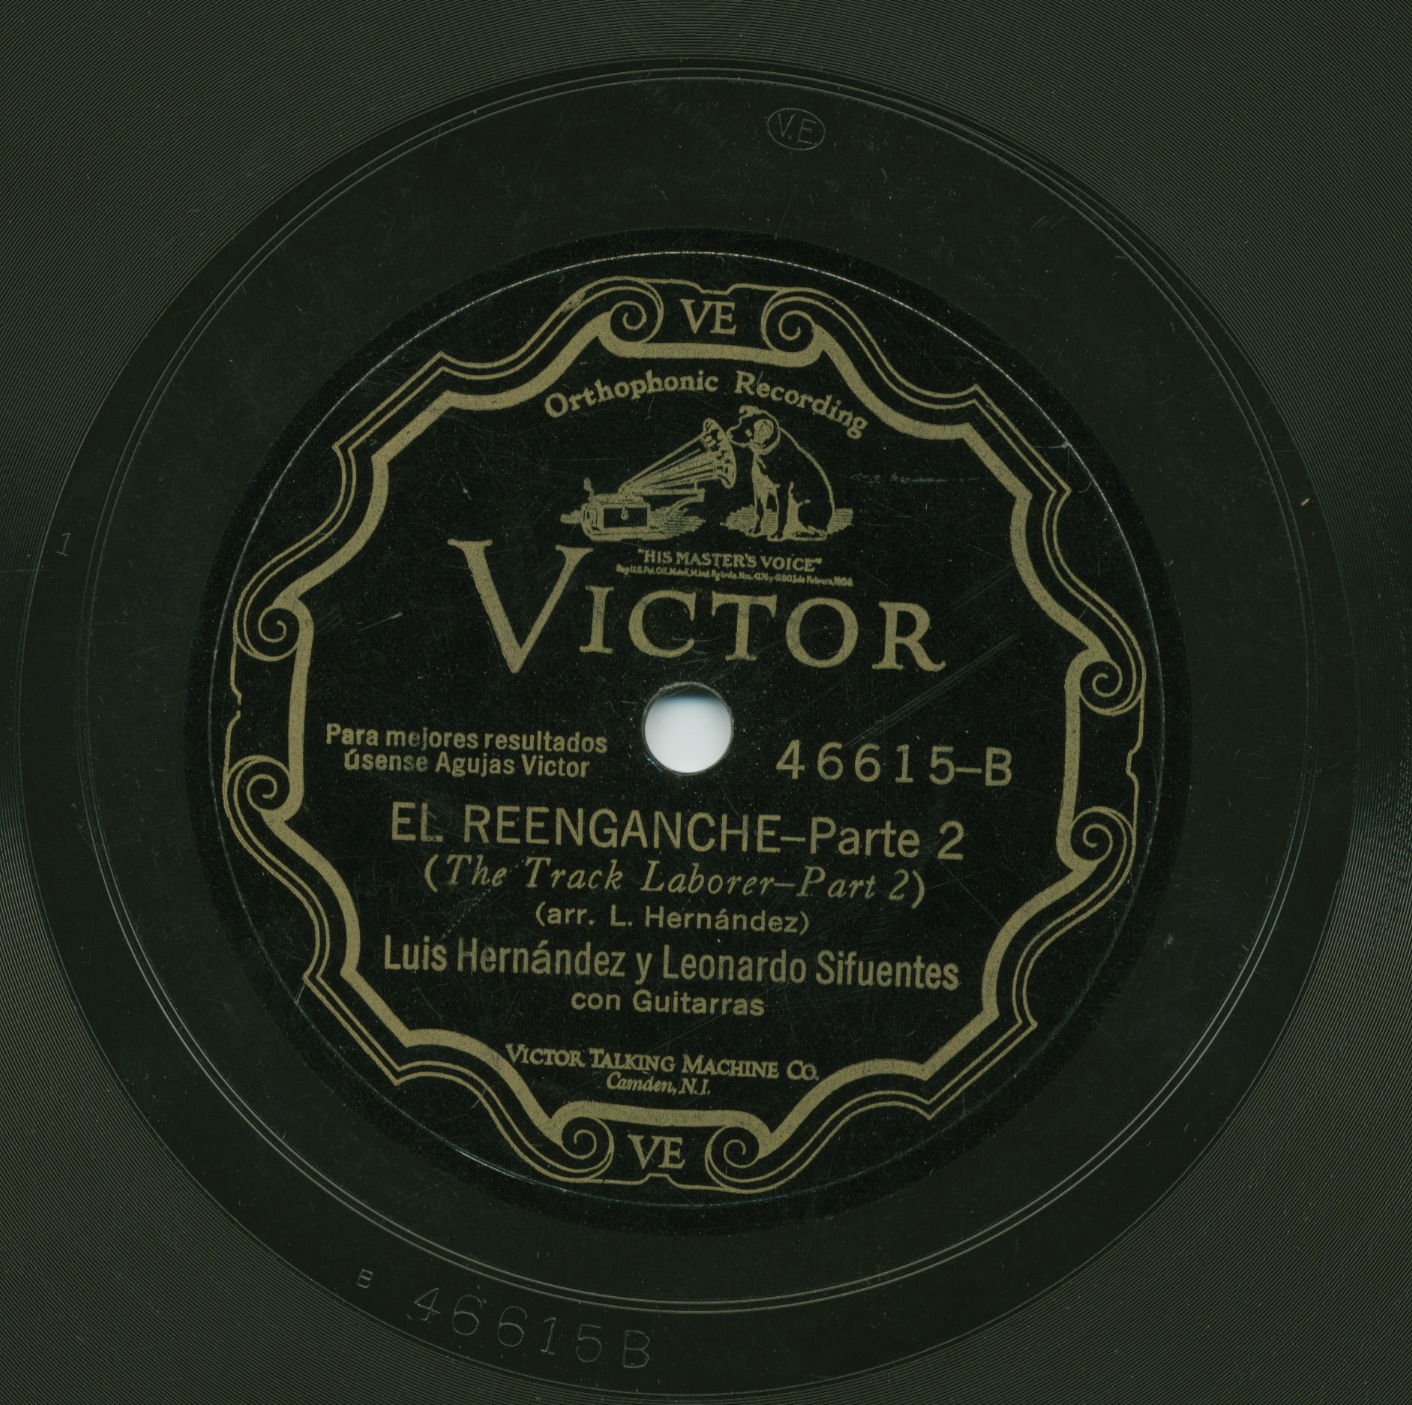 V.E
VE
Orthophonic Recording
"HIS MASTER'S VOICE"
VICTOR
Para mejores resultados
úsense Agujas Victor
46615-B
EL REENGANCHE-Parte 2
(The Track Laborer-Part 2)
(arr. L. Hernández)
Luis Hernández y Leonardo Sifuentes
con Guitarras
VICTOR TALKING MACHINE CO.
Camden, N.J.
VE
1
B 46615B